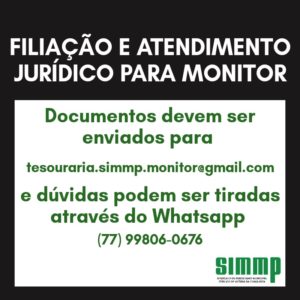 FILIAÇÃO E ATENDIMENTO
JURÍDICO PARA MONITOR
Documentos devem ser
enviados para
tesouraria.simmp.monitor@gmail.com
e dúvidas podem ser tiradas
através do Whatsapp
(77) 99806-0676
SIMMP